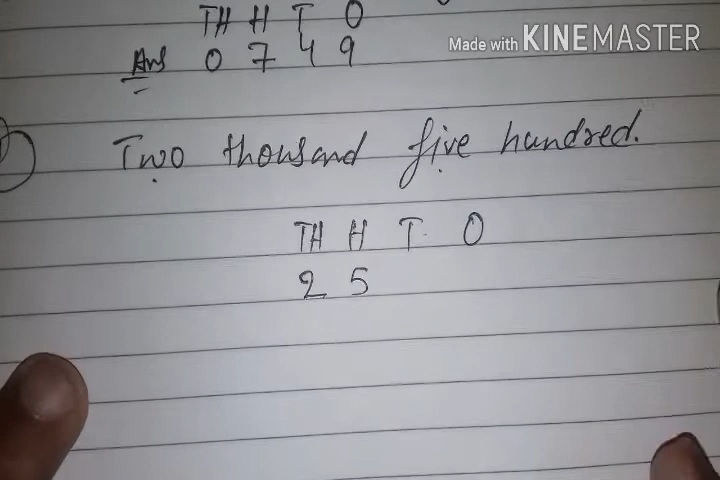 TH H T O
Made with KINEMASTER
Ans 0 7 4 9
Two thousand five hundred.
TH H T O
2 5